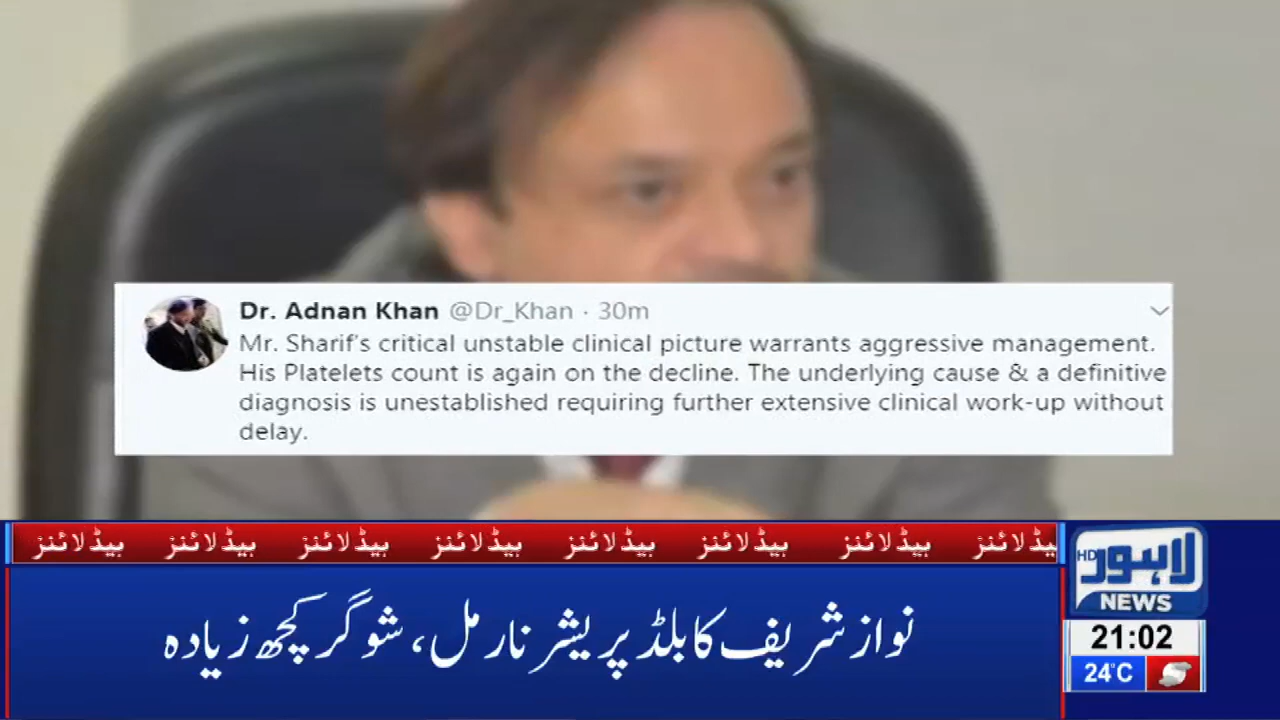 Dr. Adnan Khan @Dr_Khan · 30m
Mr. Sharif's critical unstable clinical picture warrants aggressive management.
His Platelets count is again on the decline. The underlying cause & a definitive
diagnosis is unestablished requiring further extensive clinical work-up without
delay.
ہیڈلائنز ہیڈلائنز ہیڈلائنز ہیڈلائنز ہیڈلائنز ہیڈلائنز ہیڈلائنز ہیڈلائنز
نواز شریف کا بلڈ پریشر نارمل، شوگر کچھ زیادہ
HD لاہور
NEWS
21:02
24°C